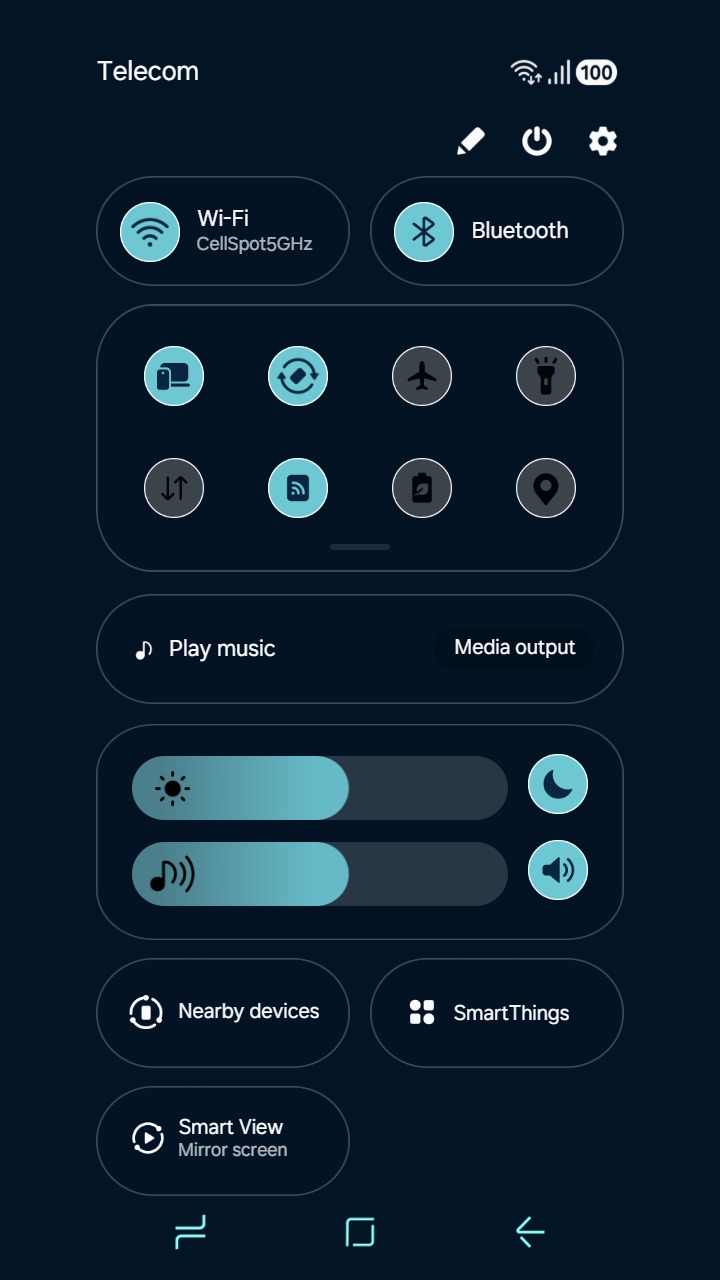 Telecom
100
Wi-Fi
CellSpot5GHz
Bluetooth
Play music
Media output
Nearby devices
SmartThings
Smart View
Mirror screen